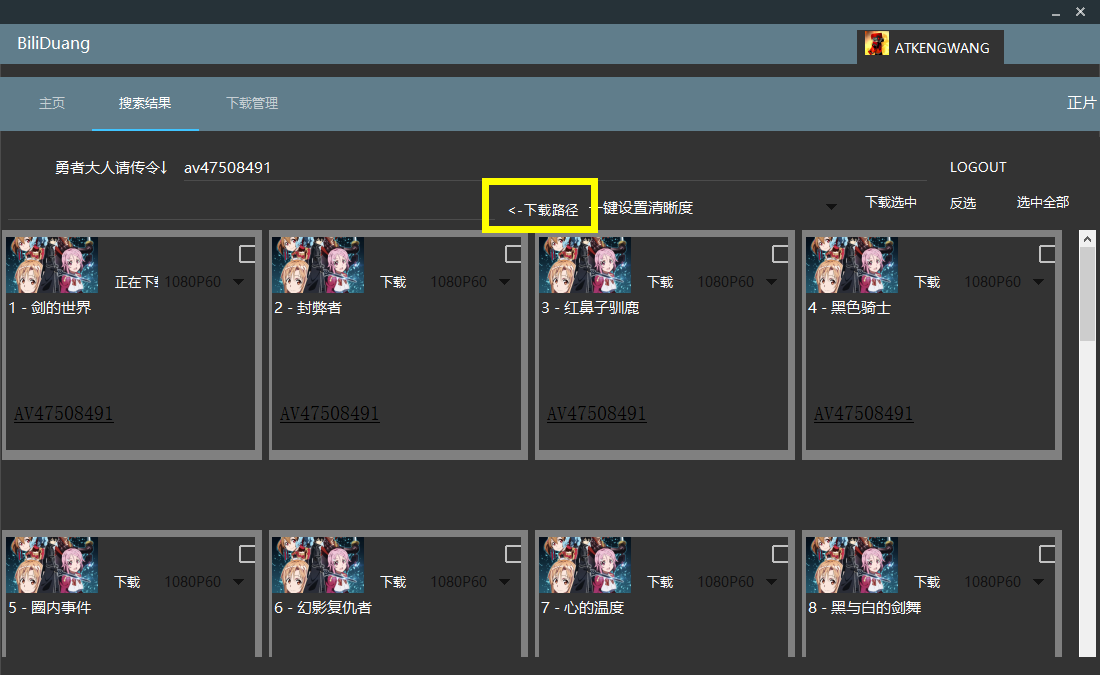 BiliDuang
ATKENGWANG
主页
搜索结果
下载管理
正片
勇者大人请传令↓
av47508491
LOGOUT
<-下载路径
一键设置清晰度
下载选中
反选
选中全部
正在下载
1080P60
1 - 剑的世界
AV47508491
下载
1080P60
2 - 封弊者
AV47508491
下载
1080P60
3 - 红鼻子驯鹿
AV47508491
下载
1080P60
4 - 黑色骑士
AV47508491
下载
1080P60
5 - 圈内事件
下载
1080P60
6 - 幻影复仇者
下载
1080P60
7 - 心的温度
下载
1080P60
8 - 黑与白的剑舞